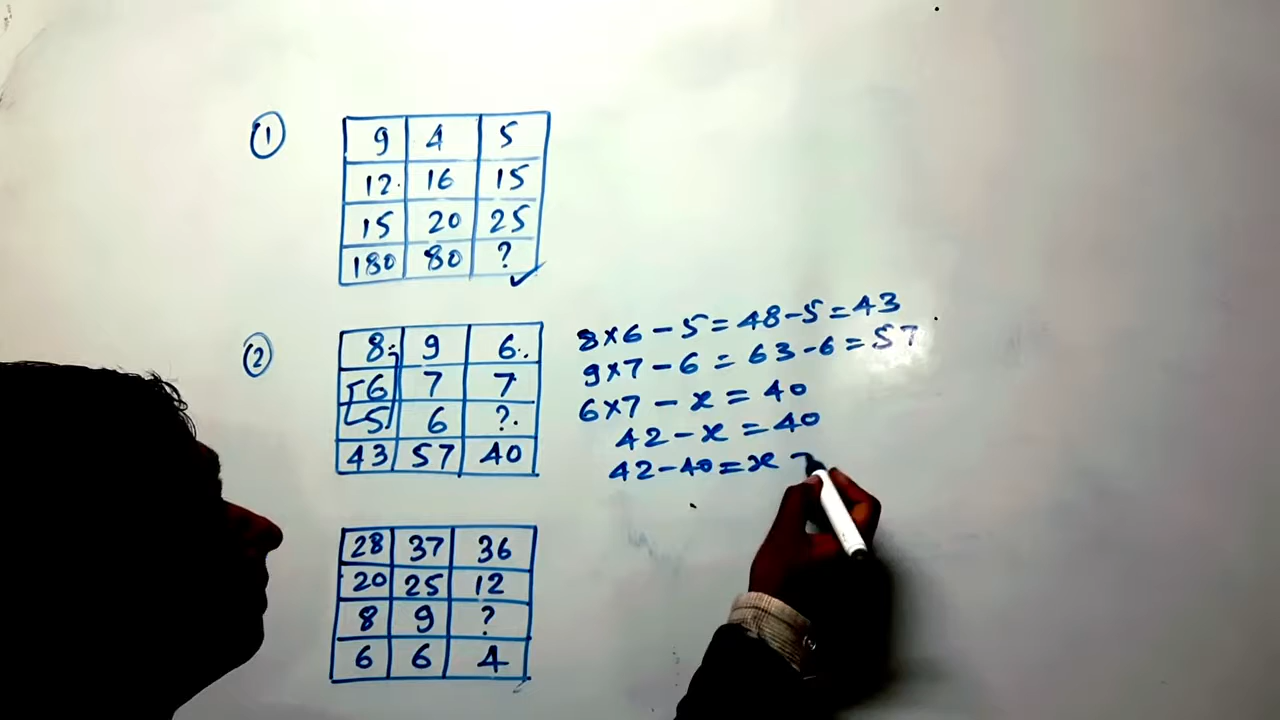 ①
9 4 5
12 16 15
15 20 25
180 80 ?
②
8 9 6
56 7 7
5 6 ?
43 57 40
8×6-5=48-5=43
9×7-6=63-6=57
6×7-x=40
42-x=40
42-40=x
28 37 36
20 25 12
8 9 ?
6 6 4